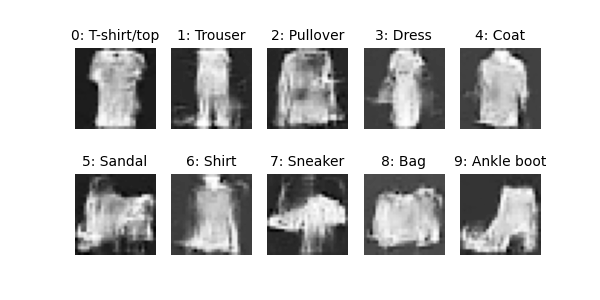 0: T-shirt/top 1: Trouser 2: Pullover 3: Dress 4: Coat
5: Sandal 6: Shirt 7: Sneaker 8: Bag 9: Ankle boot